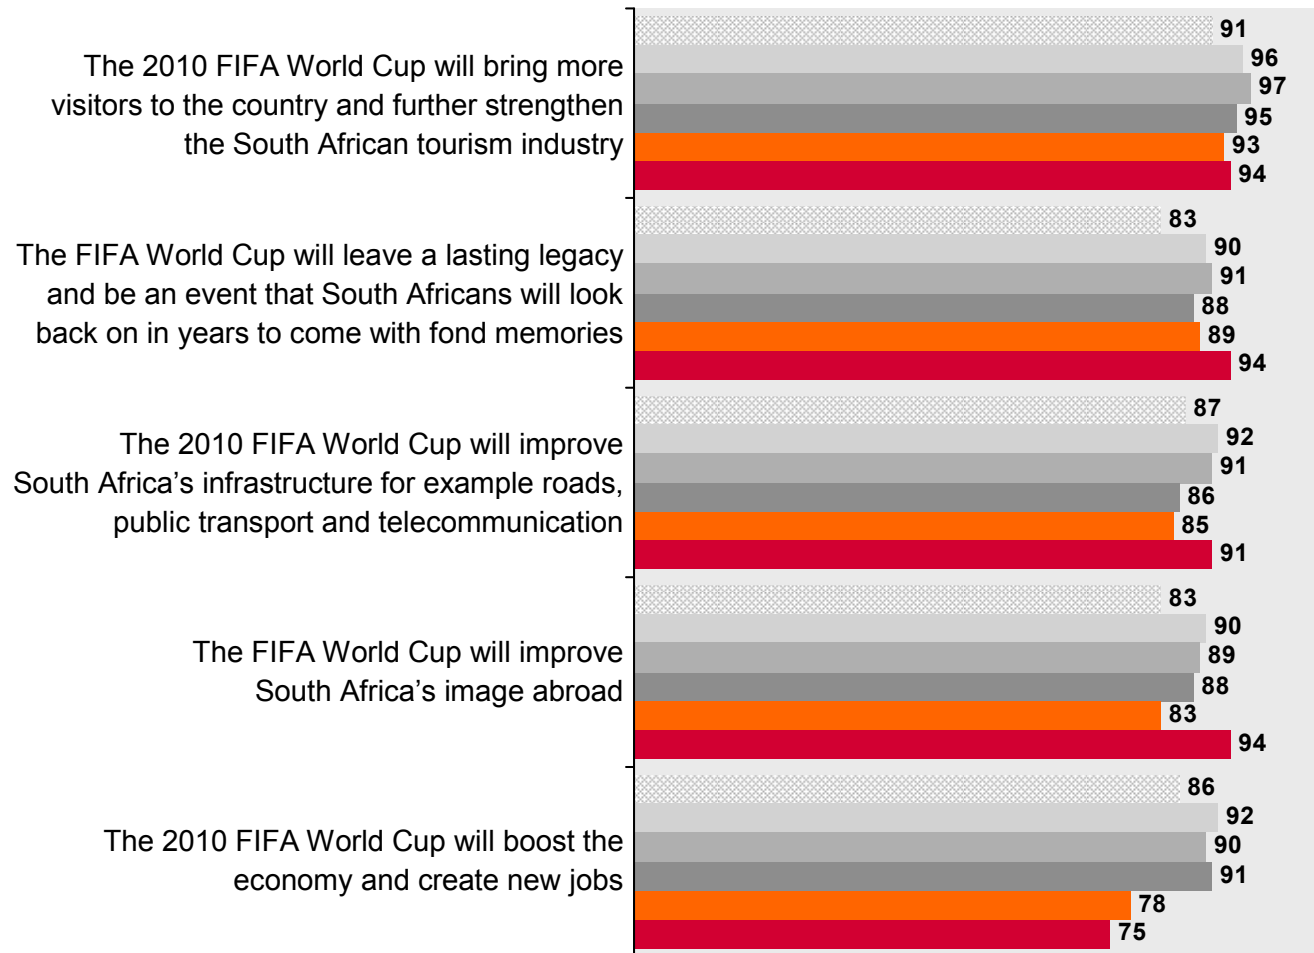 The 2010 FIFA World Cup will bring more
visitors to the country and further strengthen
the South African tourism industry
91
96
97
95
93
94
The FIFA World Cup will leave a lasting legacy
and be an event that South Africans will look
back on in years to come with fond memories
83
90
91
88
89
94
The 2010 FIFA World Cup will improve
South Africa’s infrastructure for example roads,
public transport and telecommunication
87
92
91
86
85
91
The FIFA World Cup will improve
South Africa’s image abroad
83
90
89
88
83
94
The 2010 FIFA World Cup will boost the
economy and create new jobs
86
92
90
91
78
75